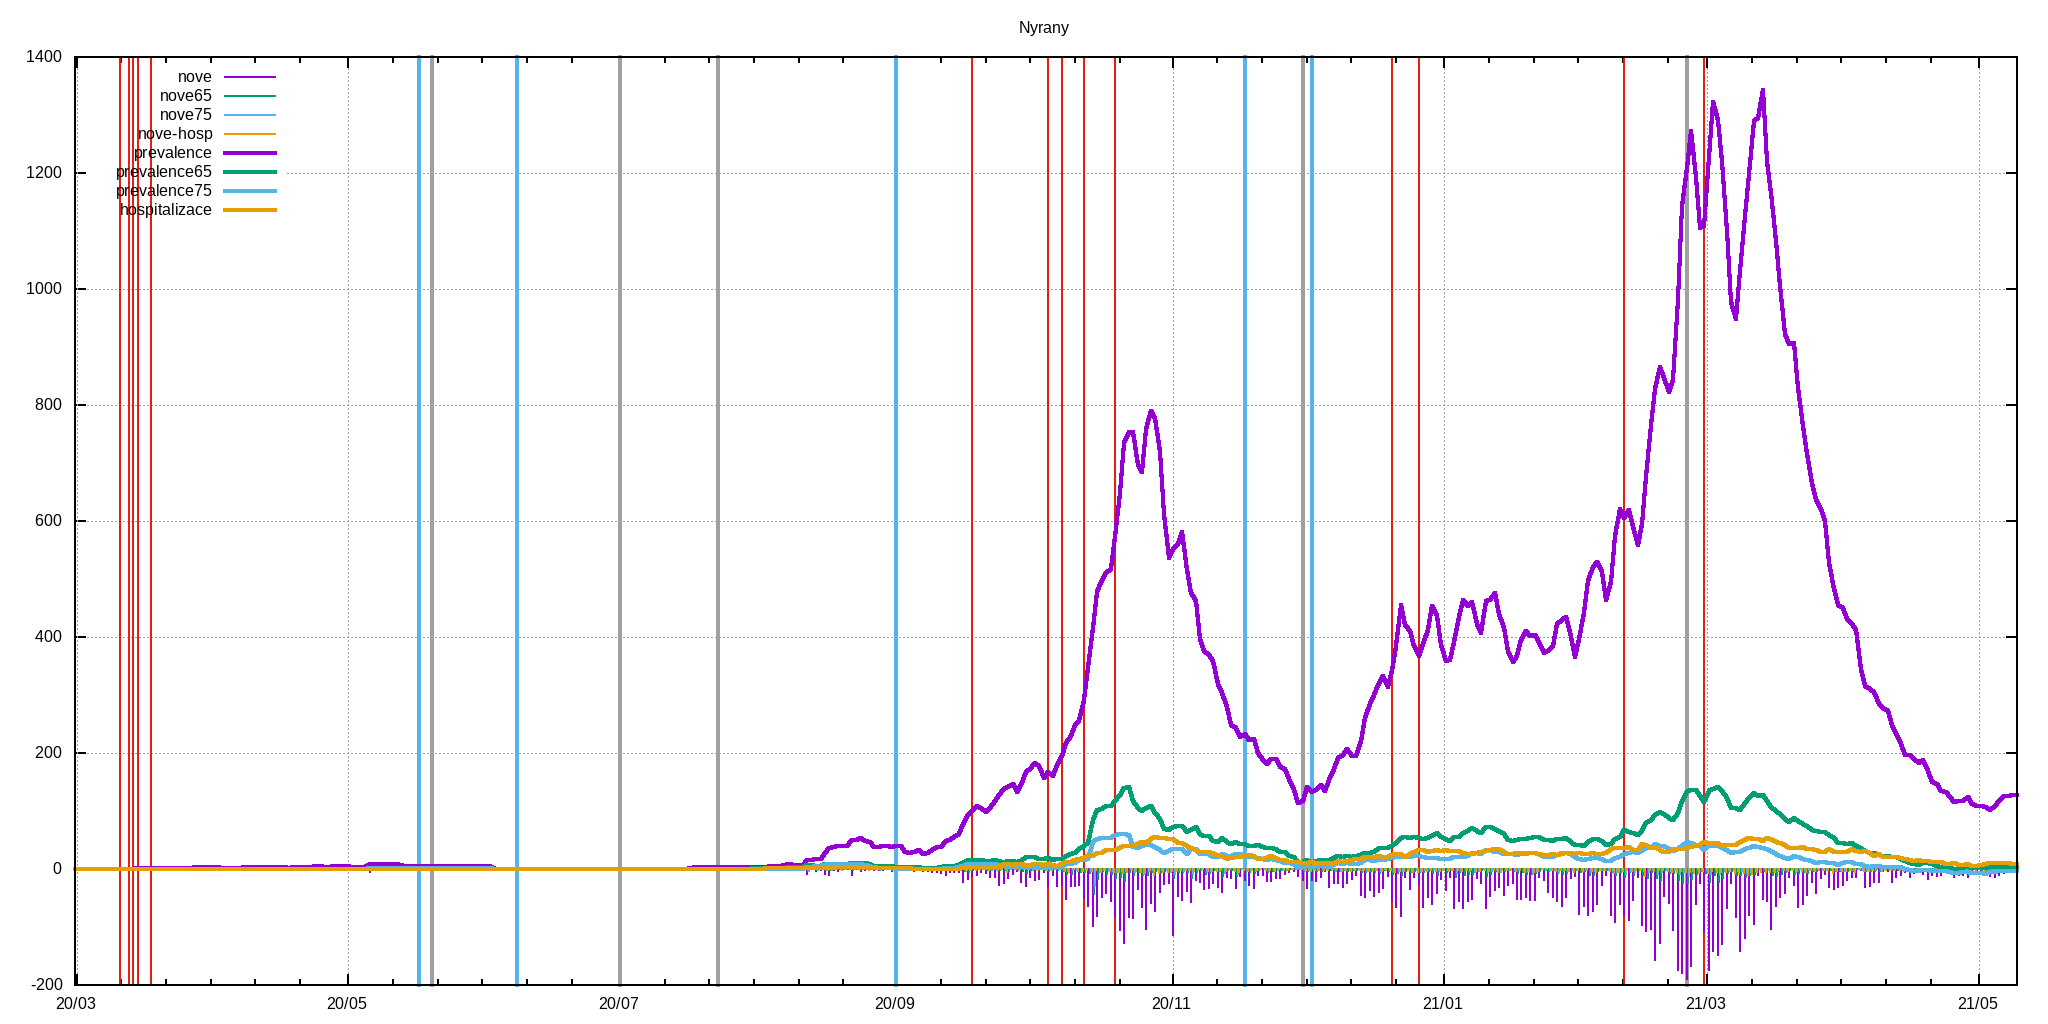 Nyrany
1400
1200
1000
800
600
400
200
0
-200
nove
nove65
nove75
nove-hosp
prevalence
prevalence65
prevalence75
hospitalizace
20/03 20/05 20/07 20/09 20/11 21/01 21/03 21/05